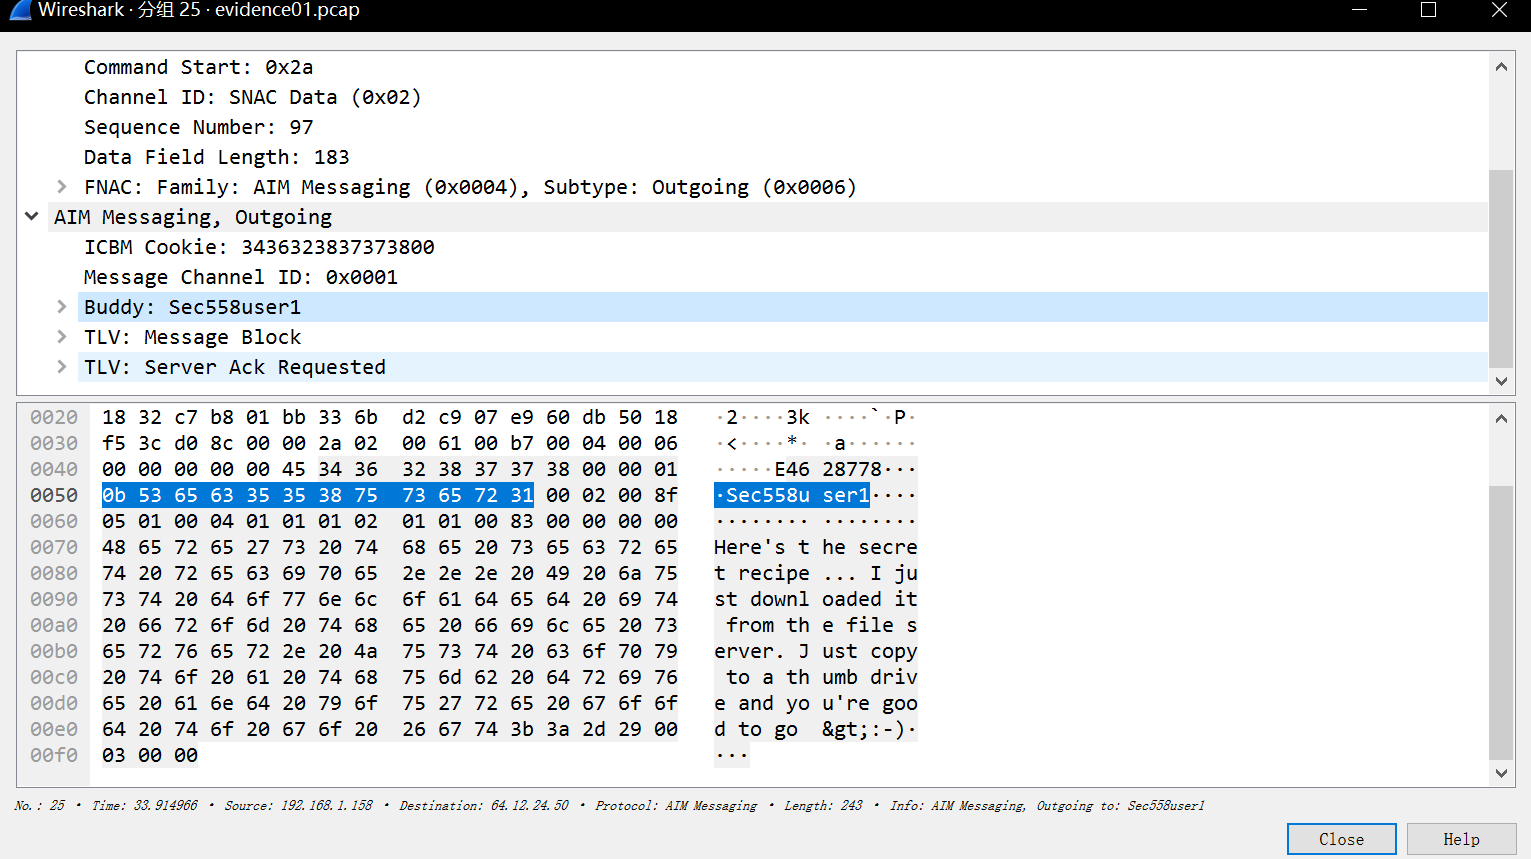 Wireshark · 分组 25 · evidence01.pcap
Command Start: 0x2a
Channel ID: SNAC Data (0x02)
Sequence Number: 97
Data Field Length: 183
FNAC: Family: AIM Messaging (0x0004), Subtype: Outgoing (0x0006)
AIM Messaging, Outgoing
ICBM Cookie: 3436323837373800
Message Channel ID: 0x0001
Buddy: Sec558user1
TLV: Message Block
TLV: Server Ack Requested
0020 18 32 c7 b8 01 bb 33 6b d2 c9 07 e9 60 db 50 18 ·2····3k ····`·P·
0030 f5 3c d0 8c 00 00 2a 02 00 61 00 b7 00 04 00 06 ·<····*· ·a······
0040 00 00 00 00 00 45 34 36 32 38 37 37 38 00 00 01 ·····E46 28778···
0050 0b 53 65 63 35 35 38 75 73 65 72 31 00 02 00 8f ·Sec558u ser1····
0060 05 01 00 04 01 01 01 02 01 01 00 83 00 00 00 00 ········ ········
0070 48 65 72 65 27 73 20 74 68 65 20 73 65 63 72 65 Here's t he secre
0080 74 20 72 65 63 69 70 65 2e 2e 2e 20 49 20 6a 75 t recipe ... I ju
0090 73 74 20 64 6f 77 6e 6c 6f 61 64 65 64 20 69 74 st downl oaded it
00a0 20 66 72 6f 6d 20 74 68 65 20 66 69 6c 65 20 73 from th e file s
00b0 65 72 76 65 72 2e 20 4a 75 73 74 20 63 6f 70 79 erver. J ust copy
00c0 20 74 6f 20 61 20 74 68 75 6d 62 20 64 72 69 76 to a th umb driv
00d0 65 20 61 6e 64 20 79 6f 75 27 72 65 20 67 6f 6f e and yo u're goo
00e0 64 20 74 6f 20 67 6f 20 26 67 74 3b 3a 2d 29 00 d to go &gt;:-)·
00f0 03 00 00 ···
No.: 25 · Time: 33.914966 · Source: 192.168.1.158 · Destination: 64.12.24.50 · Protocol: AIM Messaging · Length: 243 · Info: AIM Messaging, Outgoing to: Sec558user1
Close Help